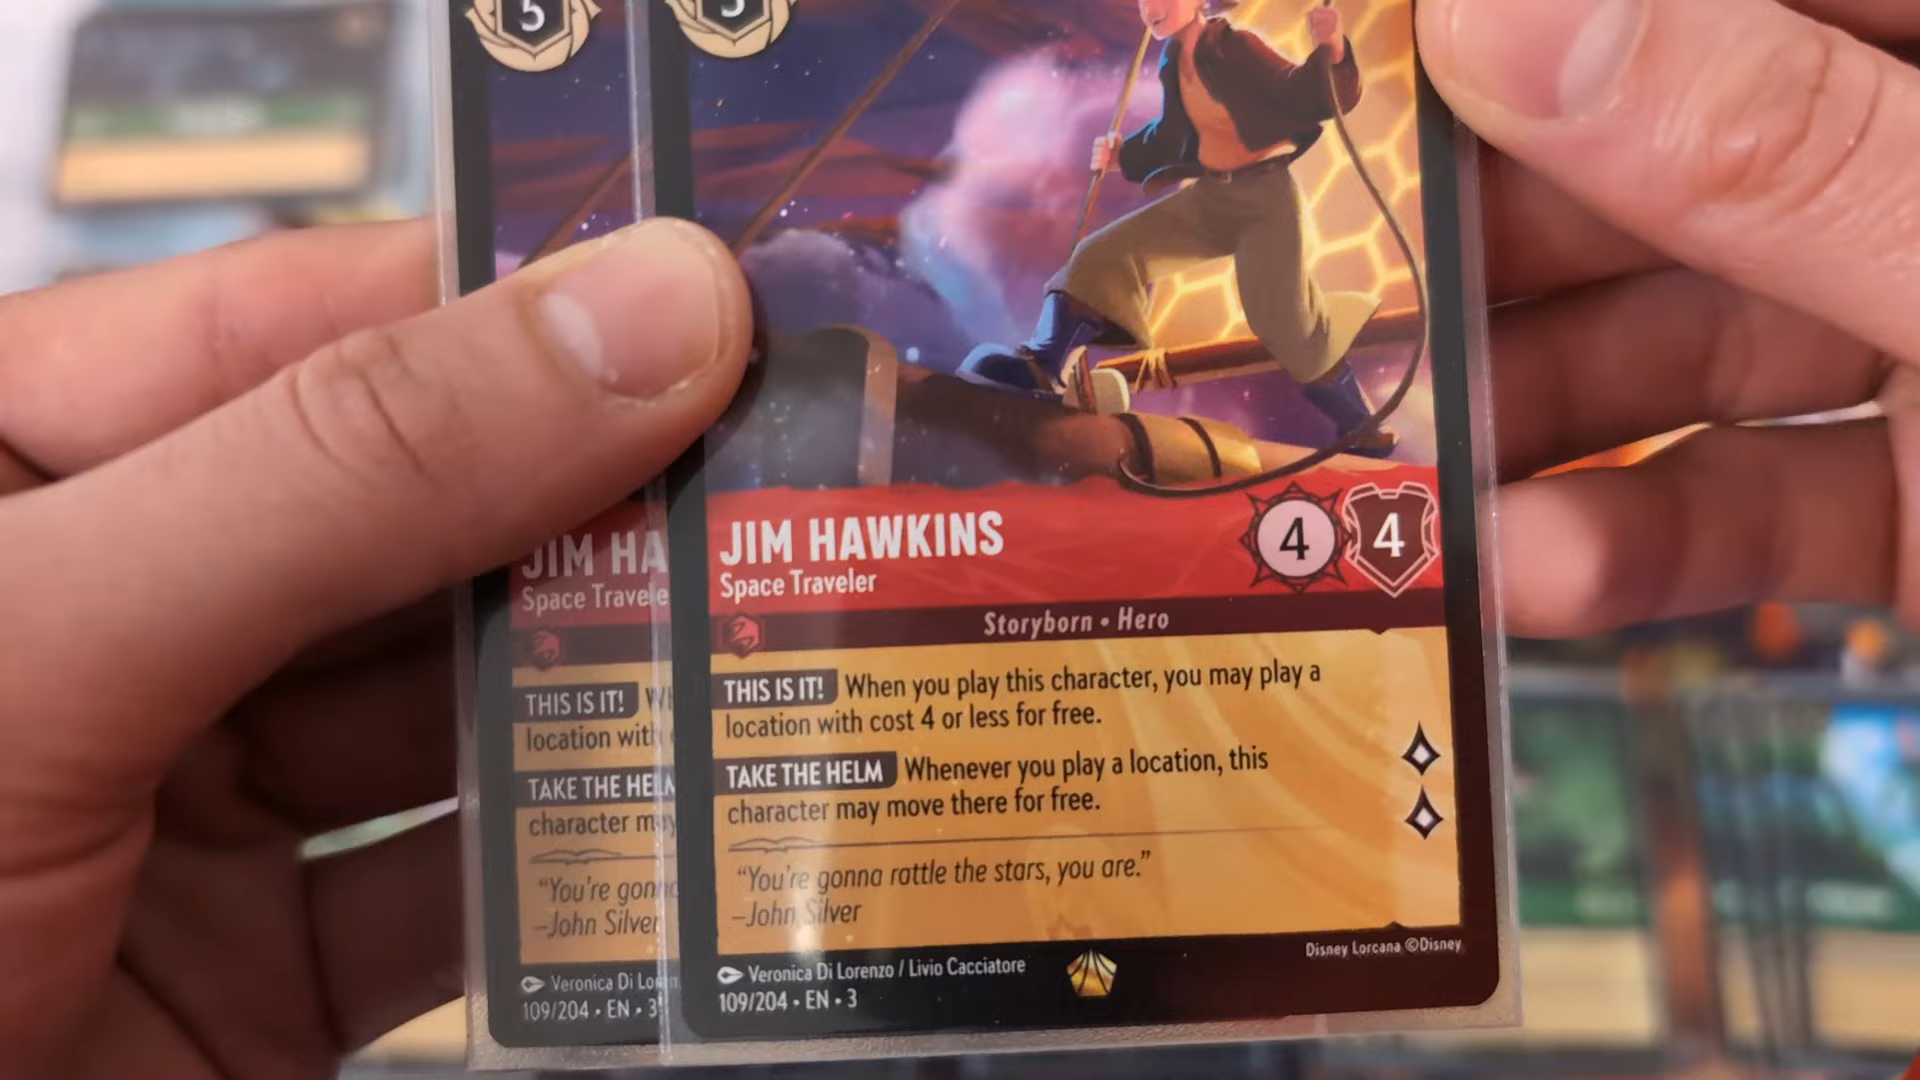 5
5
JIM HA
Space Travele
THIS IS IT!
location with
TAKE THE HELM
character may
"You're gonna
–John Silver
Veronica Di Lor
109/204 • EN • 3
JIM HAWKINS
4
4
Space Traveler
Storyborn • Hero
THIS IS IT! When you play this character, you may play a
location with cost 4 or less for free.
TAKE THE HELM Whenever you play a location, this
character may move there for free.
"You're gonna rattle the stars, you are."
–John Silver
Disney Lorcana ©Disney
Veronica Di Lorenzo / Livio Cacciatore
109/204 • EN • 3